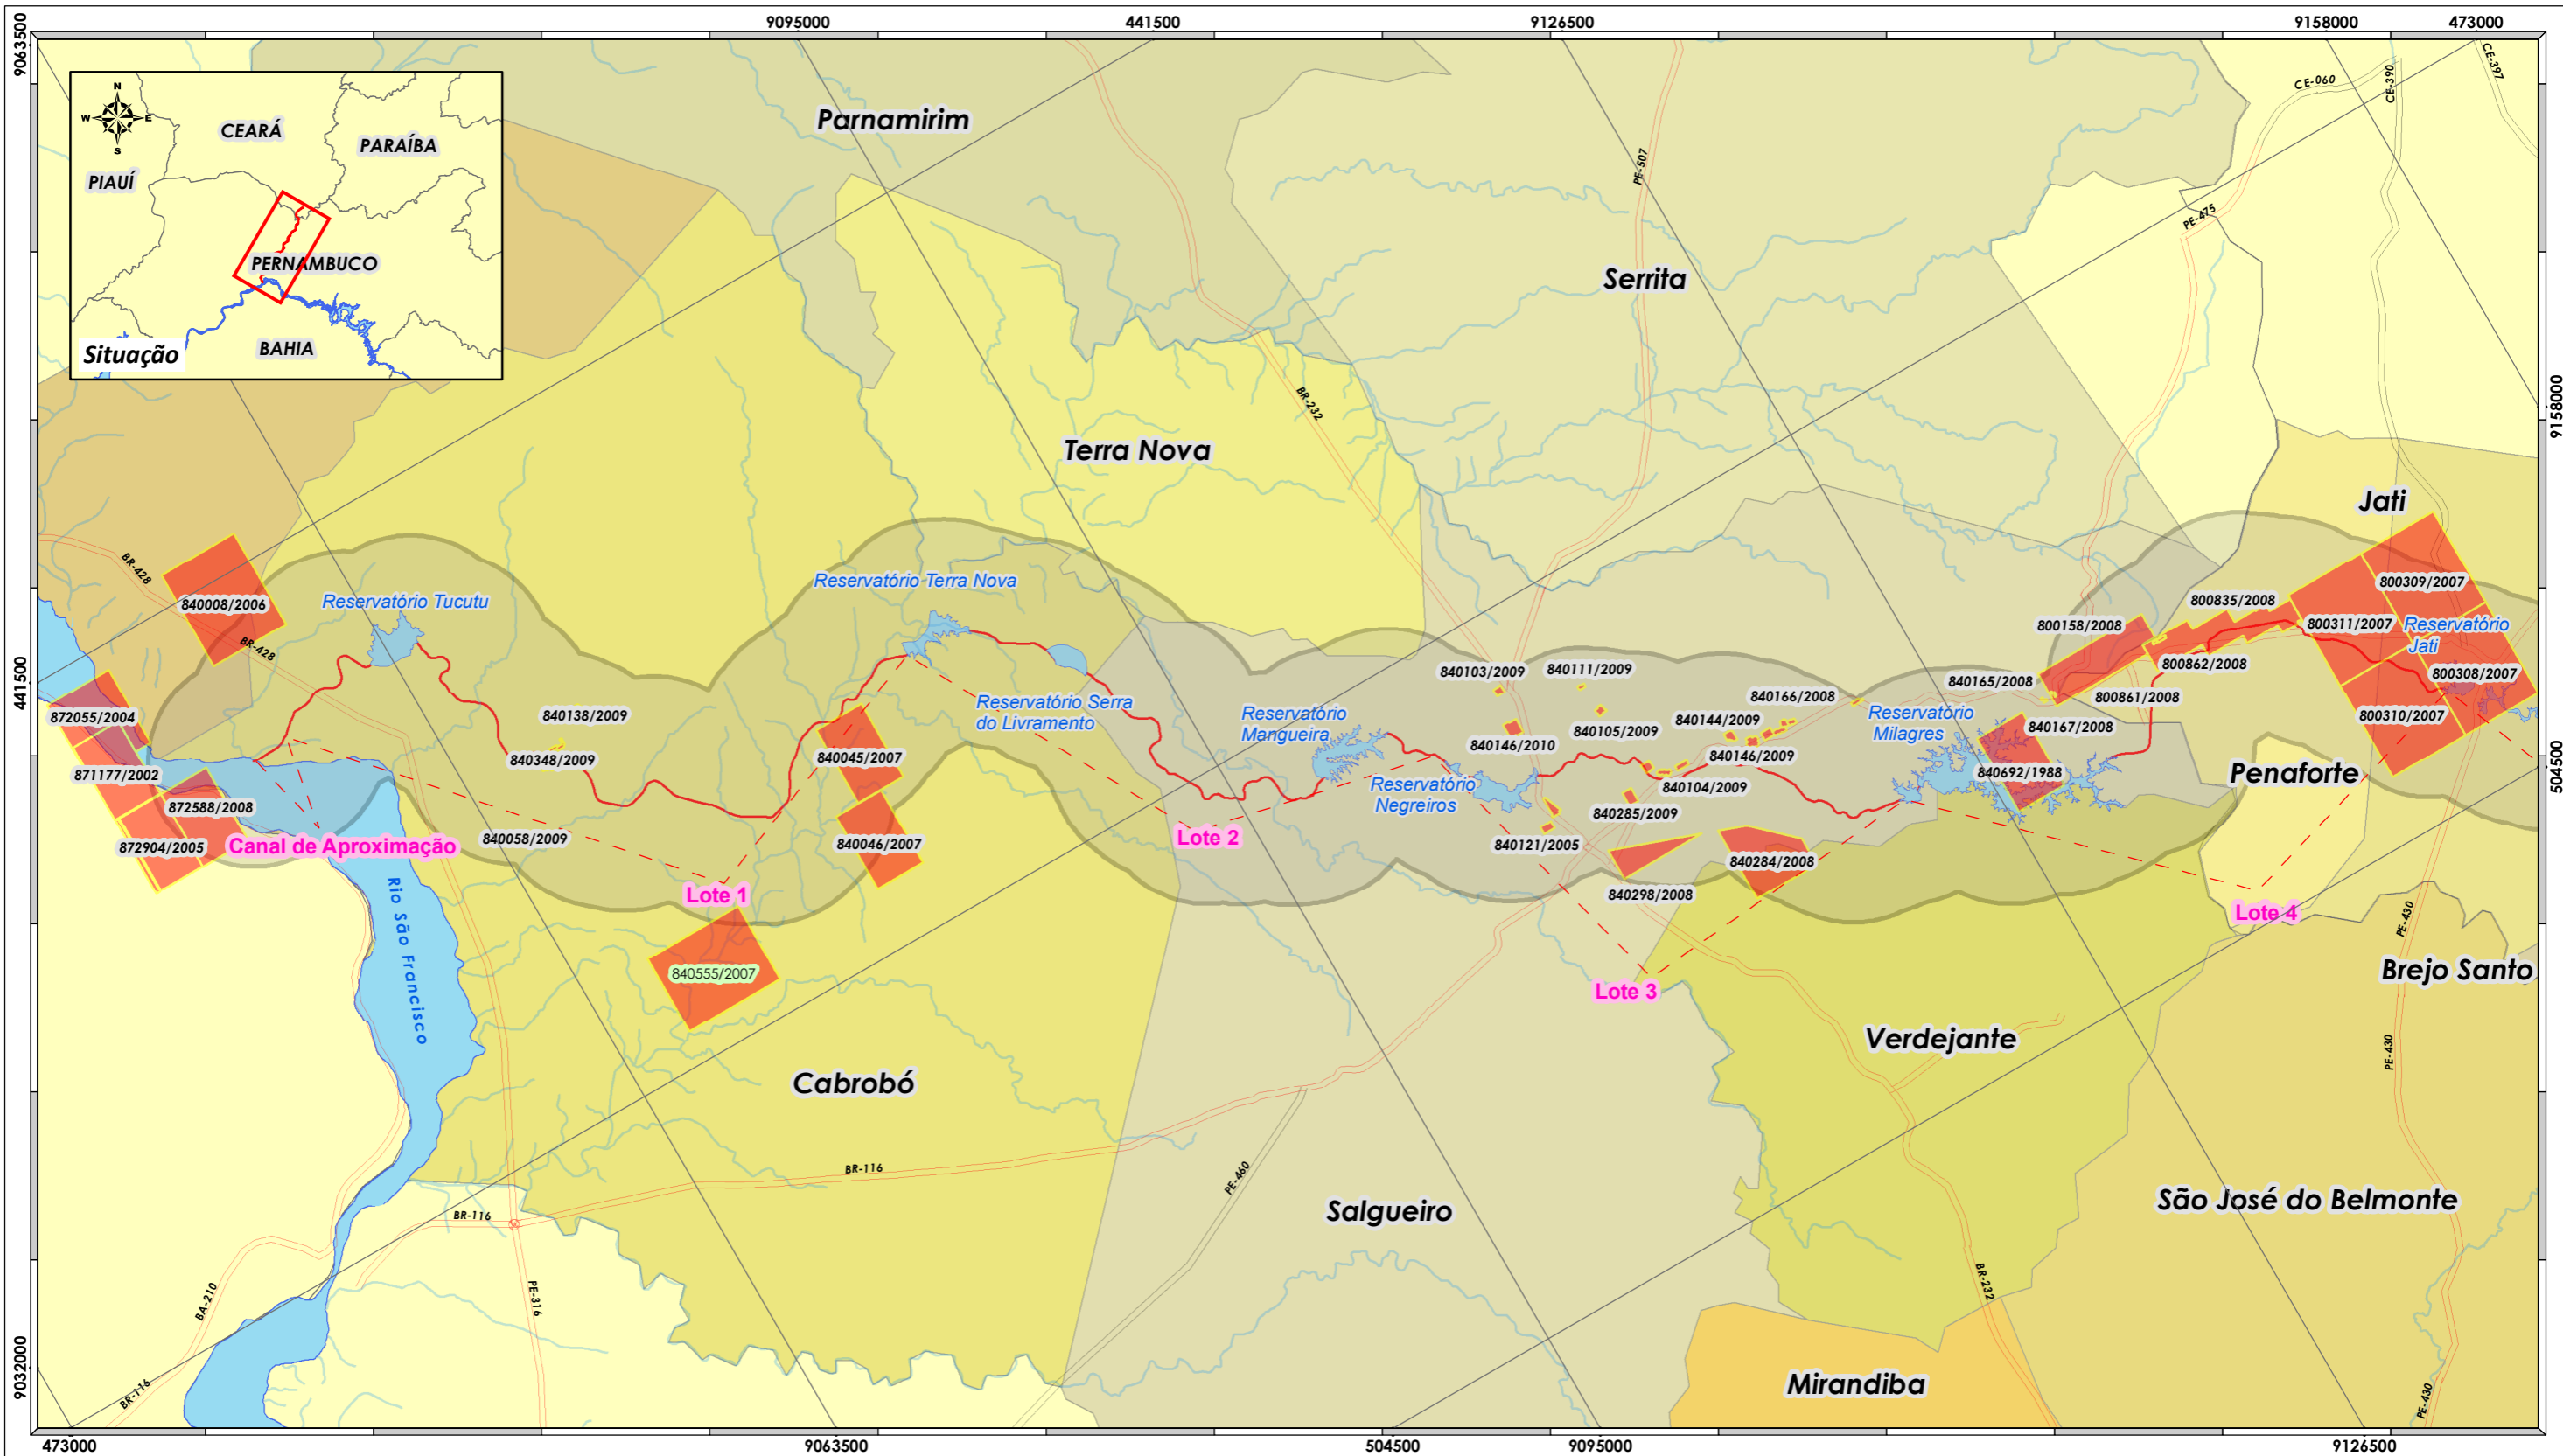 9095000
441500
9126500
9158000
473000
9063500
N
W
E
S
CEARÁ
PARAÍBA
PIAUÍ
PERNAMBUCO
BAHIA
Situação
Parnamirim
CE-060
CE-390
CE-397
PE-507
PE-475
Serrita
BR-232
9158000
Terra Nova
Jati
BR-428
840008/2006
BR-428
Reservatório Tucutu
Reservatório Terra Nova
800309/2007
800835/2008
800158/2008
800311/2007
Reservatório
Jati
800862/2008
800308/2007
441500
872055/2004
840138/2009
Reservatório Serra
do Livramento
Reservatório
Mangueira
840103/2009
840111/2009
840166/2008
840165/2008
800861/2008
800310/2007
Reservatório
Milagres
840167/2008
840144/2009
840105/2009
840146/2010
840146/2009
840348/2009
840045/2007
871177/2002
504500
840692/1988
Penaforte
Reservatório
Negreiros
840104/2009
872588/2008
840285/2009
840058/2009
840046/2007
872904/2005
Canal de Aproximação
Lote 2
840121/2005
840284/2008
840298/2008
Lote 1
Lote 4
PE-430
Rio São Francisco
840555/2007
Lote 3
Brejo Santo
Verdejante
PE-430
Cabrobó
BR-116
PE-460
Salgueiro
São José do Belmonte
BR-116
BA-210
PE-316
BR-232
9032000
BR-116
Mirandiba
PE-430
473000
9063500
504500
9095000
9126500